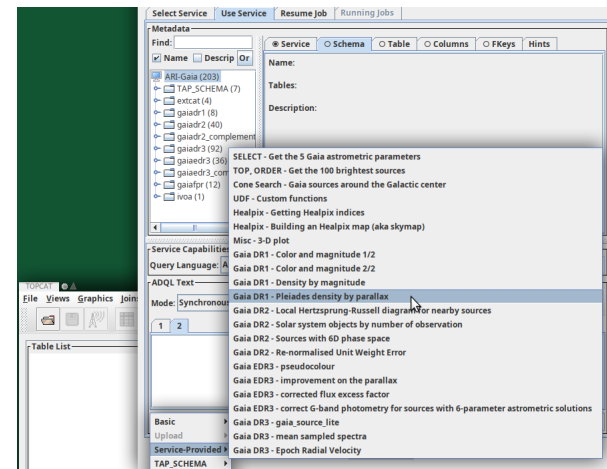 Select Service Use Service Resume Job Running Jobs
Metadata
Find:
Name Descrip Or
ARI-Gaia (203)
TAP_SCHEMA (7)
extcat (4)
gaiadr1 (8)
gaiadr2 (40)
gaiadr2_complement
gaiadr3 (92)
gaiaedr3 (36)
gaiaedr3_com
gaiafpr (12)
ivoa (1)
Service Schema Table Columns FKeys Hints
Name:
Tables:
Description:
Service Capabilities
Query Language: A
ADQL Text
Mode: Synchronous
1 2
SELECT - Get the 5 Gaia astrometric parameters
TOP, ORDER - Get the 100 brightest sources
Cone Search - Gaia sources around the Galactic center
UDF - Custom functions
Healpix - Getting Healpix indices
Healpix - Building an Healpix map (aka skymap)
Misc - 3-D plot
Gaia DR1 - Color and magnitude 1/2
Gaia DR1 - Color and magnitude 2/2
Gaia DR1 - Density by magnitude
Gaia DR1 - Pleiades density by parallax
Gaia DR2 - Local Hertzsprung-Russell diagram for nearby sources
Gaia DR2 - Solar system objects by number of observation
Gaia DR2 - Sources with 6D phase space
Gaia DR2 - Re-normalised Unit Weight Error
Gaia EDR3 - pseudocolour
Gaia EDR3 - improvement on the parallax
Gaia EDR3 - corrected flux excess factor
Gaia EDR3 - correct G-band photometry for sources with 6-parameter astrometric solutions
Gaia DR3 - gaia_source_lite
Gaia DR3 - mean sampled spectra
Gaia DR3 - Epoch Radial Velocity
Basic
Upload
Service-Provided
TAP_SCHEMA
TOPCAT
File Views Graphics Join
Table List